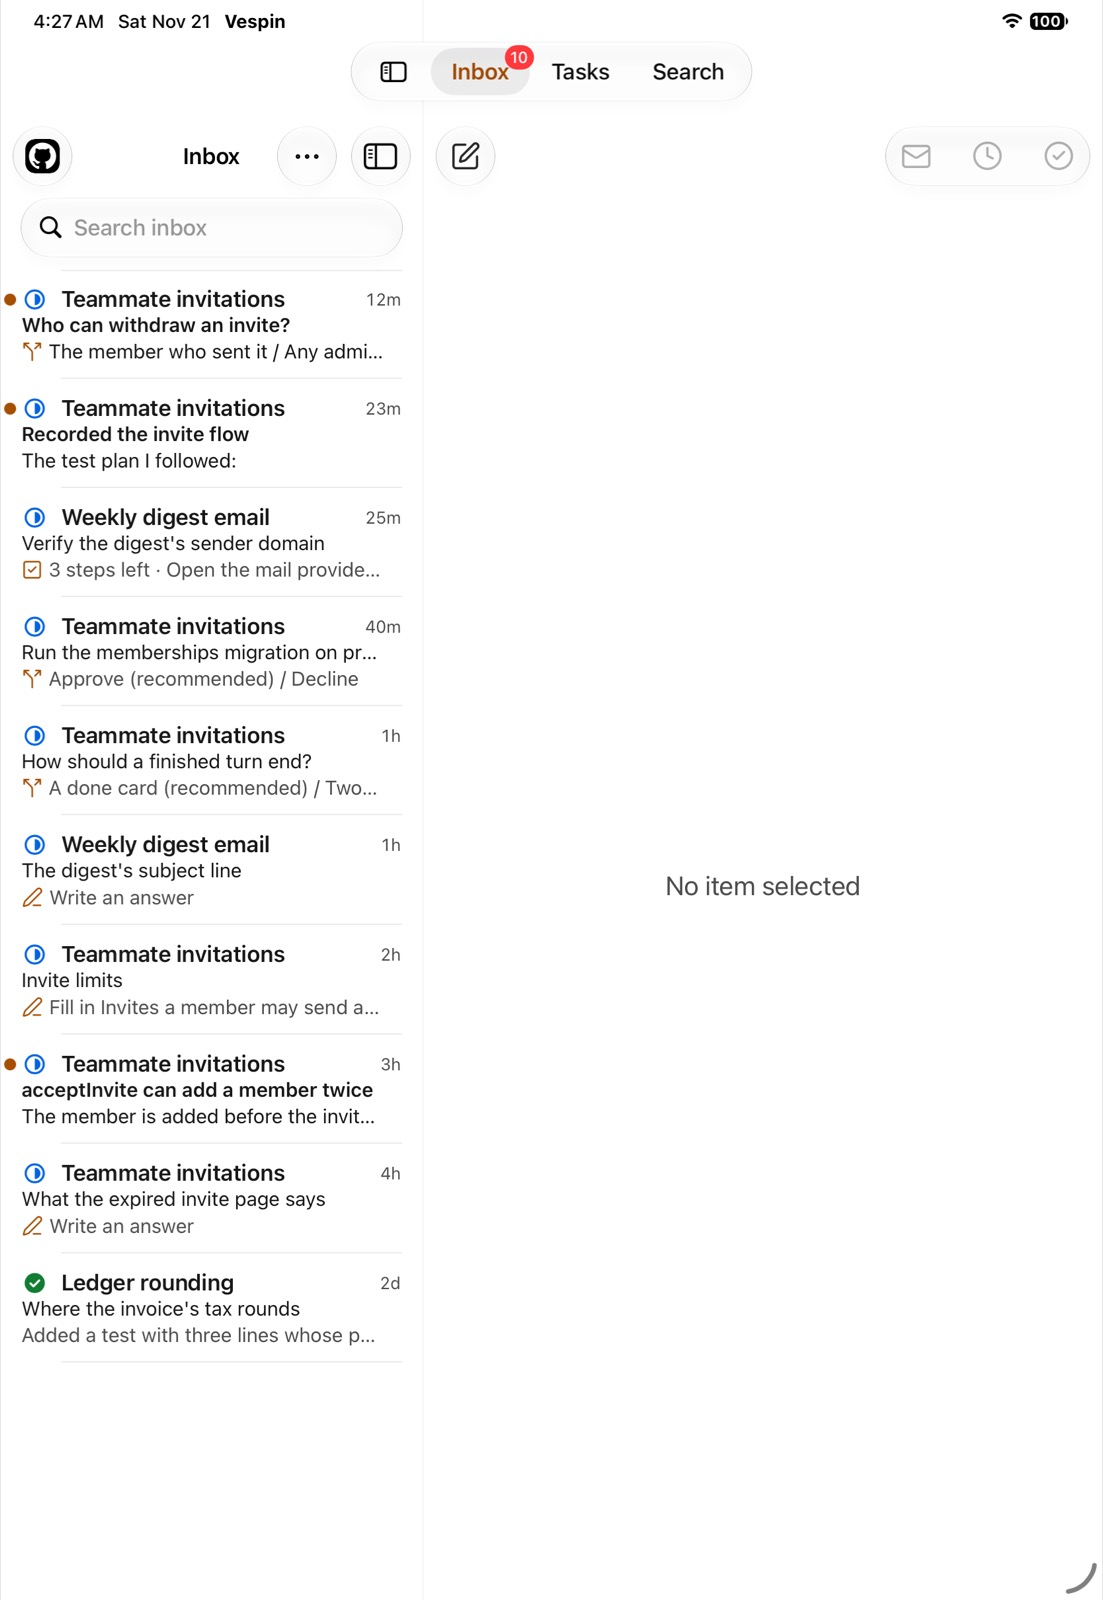 4:27 AM Sat Nov 21 Vespin
100
Inbox 10 Tasks Search
Inbox
Search inbox
Teammate invitations 12m
Who can withdraw an invite?
The member who sent it / Any admi...
Teammate invitations 23m
Recorded the invite flow
The test plan I followed:
Weekly digest email 25m
Verify the digest's sender domain
3 steps left · Open the mail provide...
Teammate invitations 40m
Run the memberships migration on pr...
Approve (recommended) / Decline
Teammate invitations 1h
How should a finished turn end?
A done card (recommended) / Two...
Weekly digest email 1h
The digest's subject line
Write an answer
Teammate invitations 2h
Invite limits
Fill in Invites a member may send a...
Teammate invitations 3h
acceptInvite can add a member twice
The member is added before the invit...
Teammate invitations 4h
What the expired invite page says
Write an answer
Ledger rounding 2d
Where the invoice's tax rounds
Added a test with three lines whose p...
No item selected